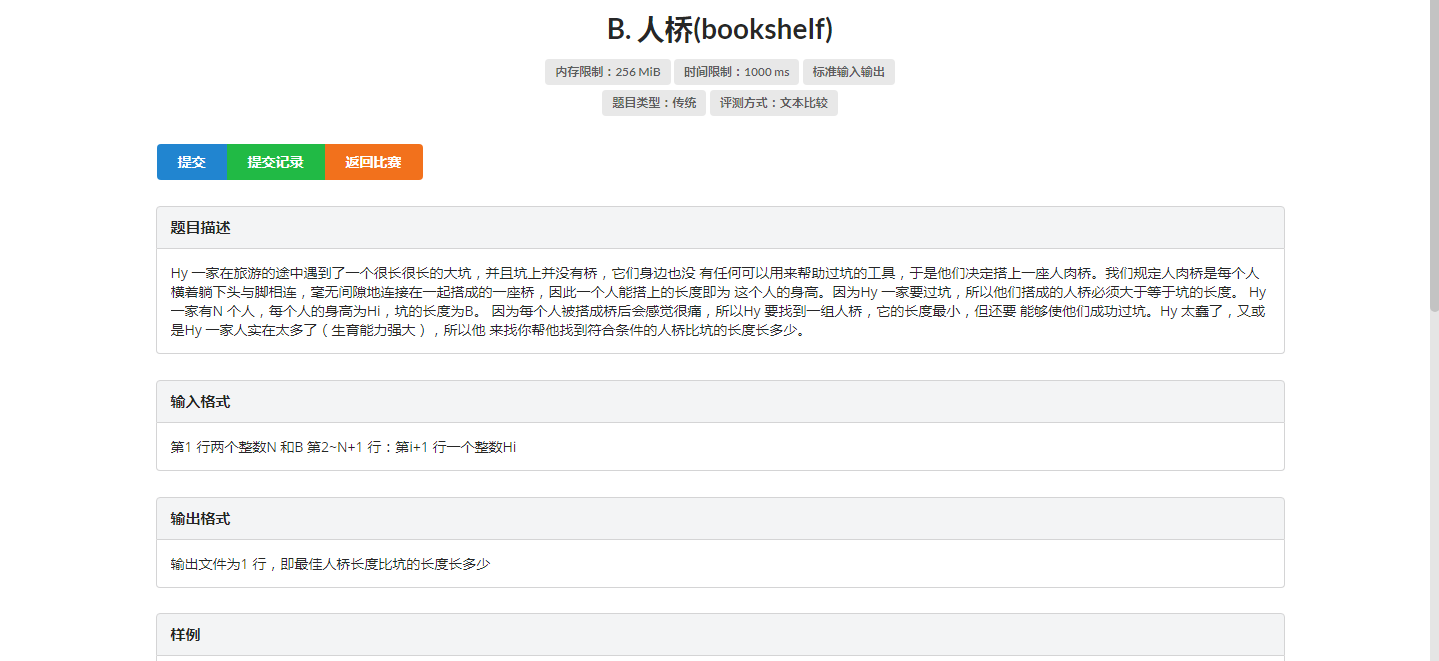 B. 人桥(bookshelf)
内存限制：256 MiB 时间限制：1000 ms 标准输入输出
题目类型：传统 评测方式：文本比较
提交 提交记录 返回比赛
题目描述
Hy 一家在旅游的途中遇到了一个很长很长的大坑，并且坑上并没有桥，它们身边也没 有任何可以用来帮助过坑的工具，于是他们决定搭上一座人肉桥。我们规定人肉桥是每个人
横着躺下头与脚相连，毫无间隙地连接在一起搭成的一座桥，因此一个人能搭上的长度即为 这个人的身高。因为Hy 一家要过坑，所以他们搭成的人桥必须大于等于坑的长度。 Hy
一家有N 个人，每个人的身高为Hi，坑的长度为B。 因为每个人被搭成桥后会感觉很痛，所以Hy 要找到一组人桥，它的长度最小，但还要 能够使他们成功过坑。Hy 太蠢了，又或
是Hy 一家人实在太多了（生育能力强大），所以他 来找你帮他找到符合条件的人桥比坑的长度长多少。
输入格式
第1 行两个整数N 和B 第2~N+1 行：第i+1 行一个整数Hi
输出格式
输出文件为1 行，即最佳人桥长度比坑的长度长多少
样例